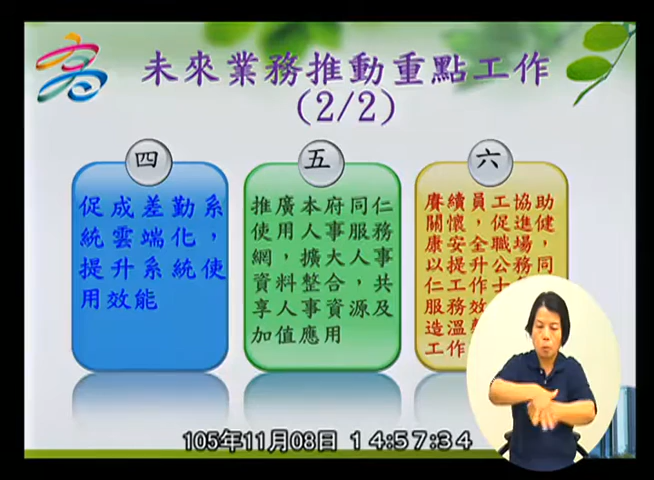 未來業務推動重點工作
(2/2)
四
促成差勤系
統雲端化，
提升系統使
用效能
五
推廣本府同仁
使用人事服務
網，擴大人事
資料整合，共
享人事資源及
加值應用
六
賡續員工協助
關懷，促進健
康安全職場，
以提升公務同
仁工作士
服務效
造溫
工作
105年11月08日 14:57:34